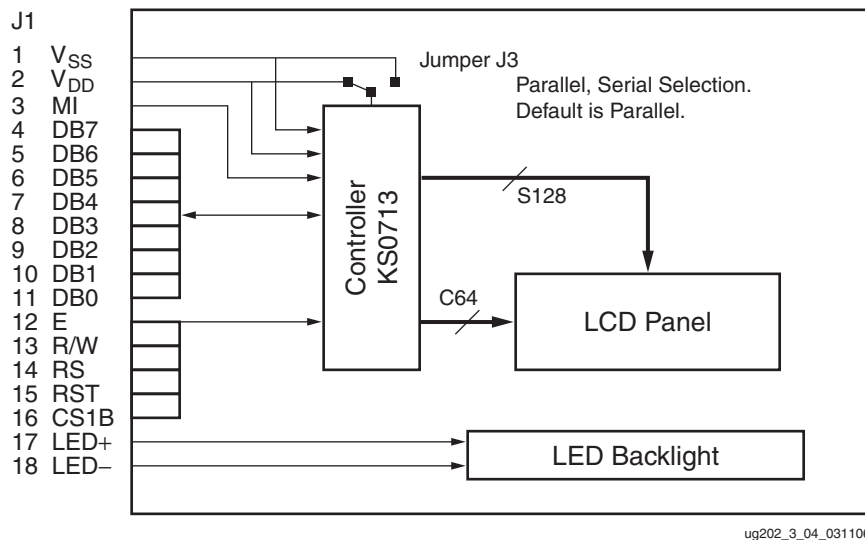 J1
1 VSS
2 VDD
3 MI
4 DB7
5 DB6
6 DB5
7 DB4
8 DB3
9 DB2
10 DB1
11 DB0
12 E
13 R/W
14 RS
15 RST
16 CS1B
17 LED+
18 LED−
Jumper J3
Parallel, Serial Selection.
Default is Parallel.
Controller
KS0713
S128
C64
LCD Panel
LED Backlight